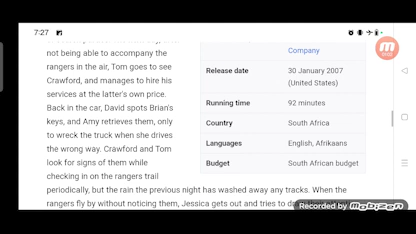 7:27
not being able to accompany
the rangers in the air, Tom goes to see
Crawford, and manages to hire his
services at the latter's own price.
Back in the car, David spots Brian's
keys, and Amy retrieves them, only
to wreck the truck when she drives
the wrong way. Crawford and Tom
look for signs of them while
checking in on the rangers trail
periodically, but the rain the previous night has washed away any tracks. When the
rangers fly by without noticing them, Jessica gets out and tries to
Company
Release date 30 January 2007
(United States)
Running time 92 minutes
Country South Africa
Languages English, Afrikaans
Budget South African budget
Recorded by Mobizen